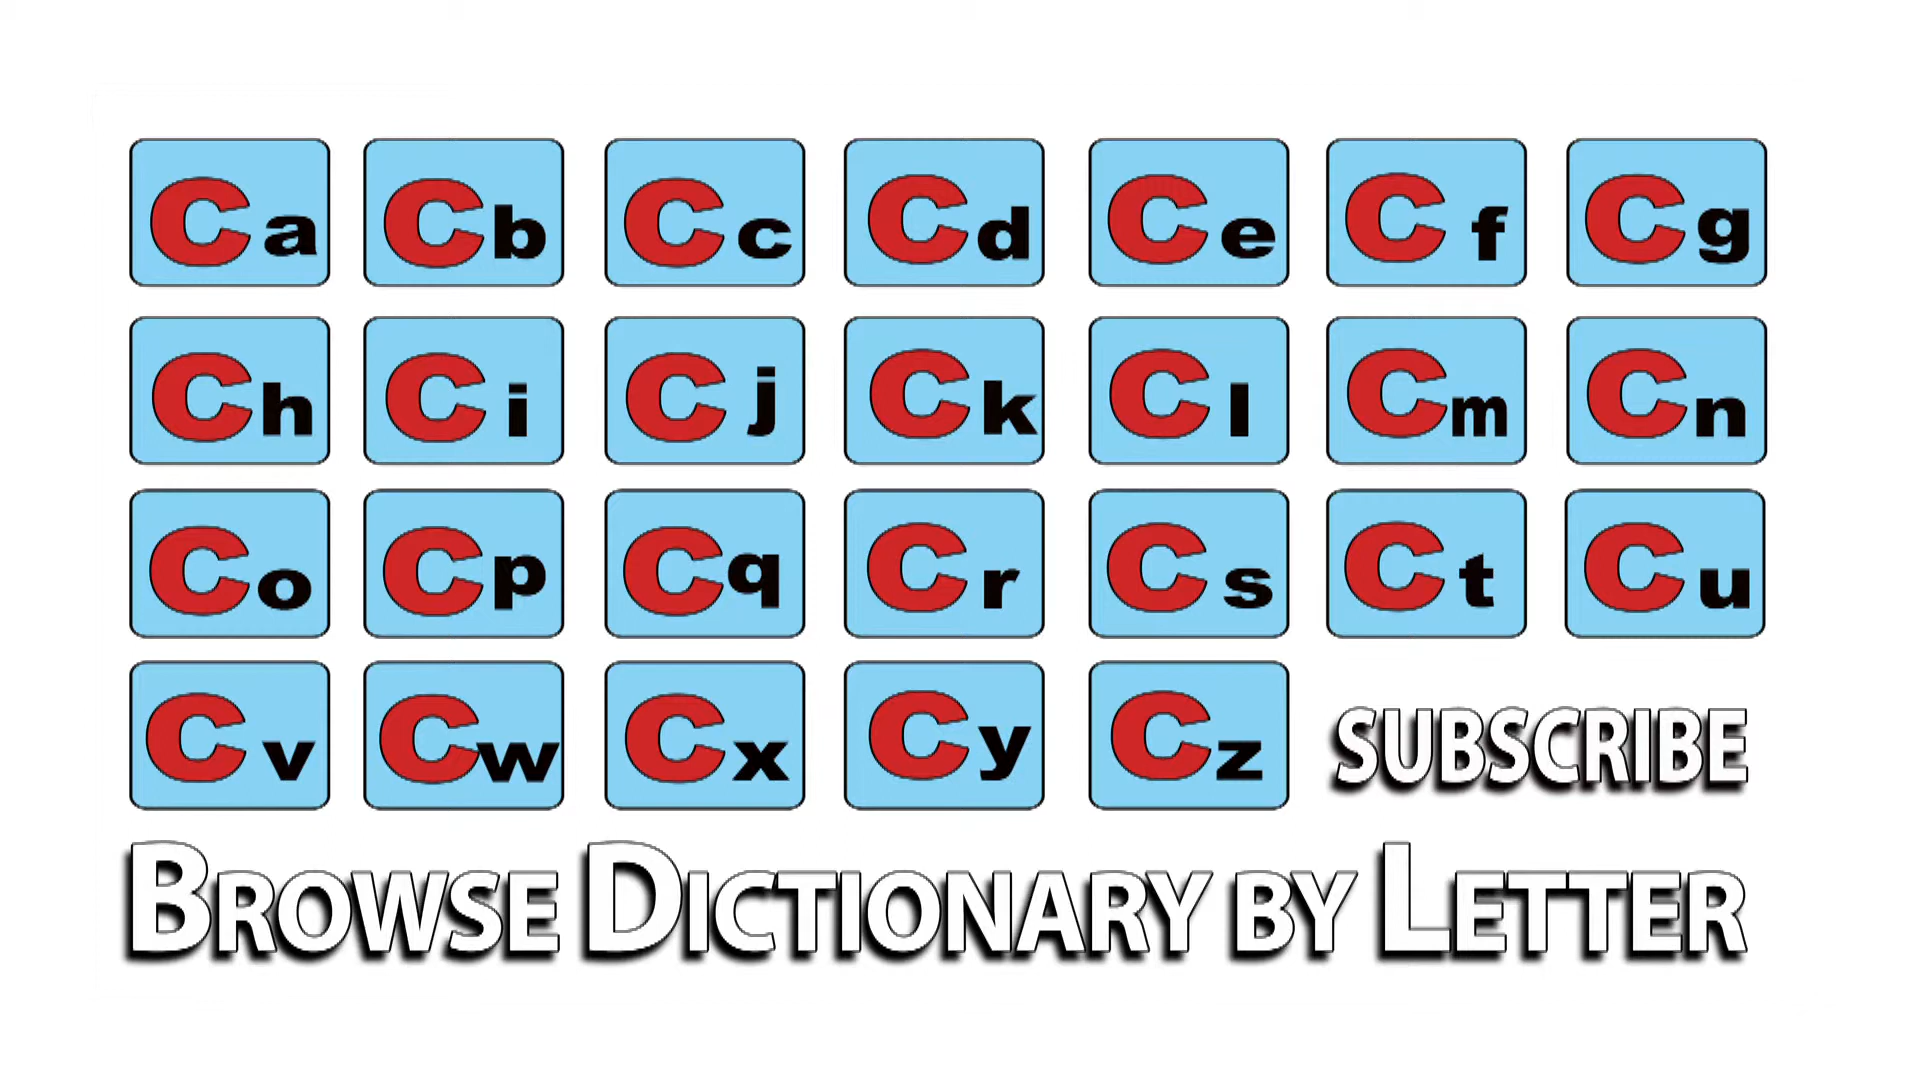 Ca Cb Cc Cd Ce Cf Cg
Ch Ci Cj Ck Cl Cm Cn
Co Cp Cq Cr Cs Ct Cu
Cv Cw Cx Cy Cz SUBSCRIBE
BROWSE DICTIONARY BY LETTER